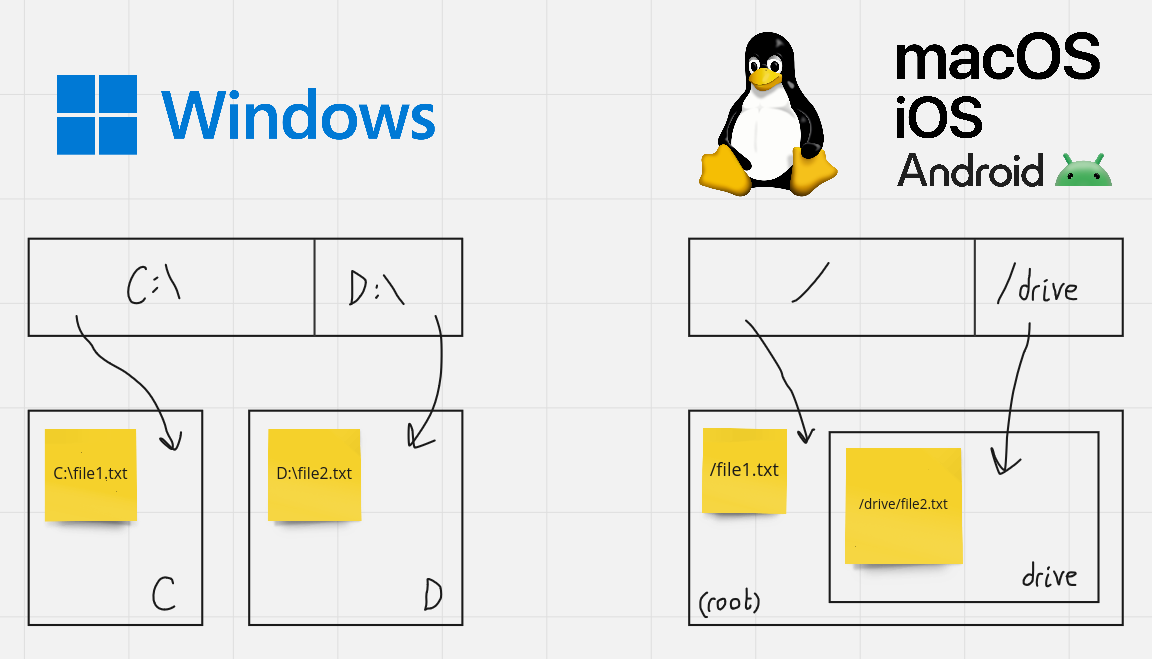 Windows
macOS
iOS
Android
C:\
D:\
/
/drive
C:\file1.txt
D:\file2.txt
/file1.txt
/drive/file2.txt
C
D
(root)
drive